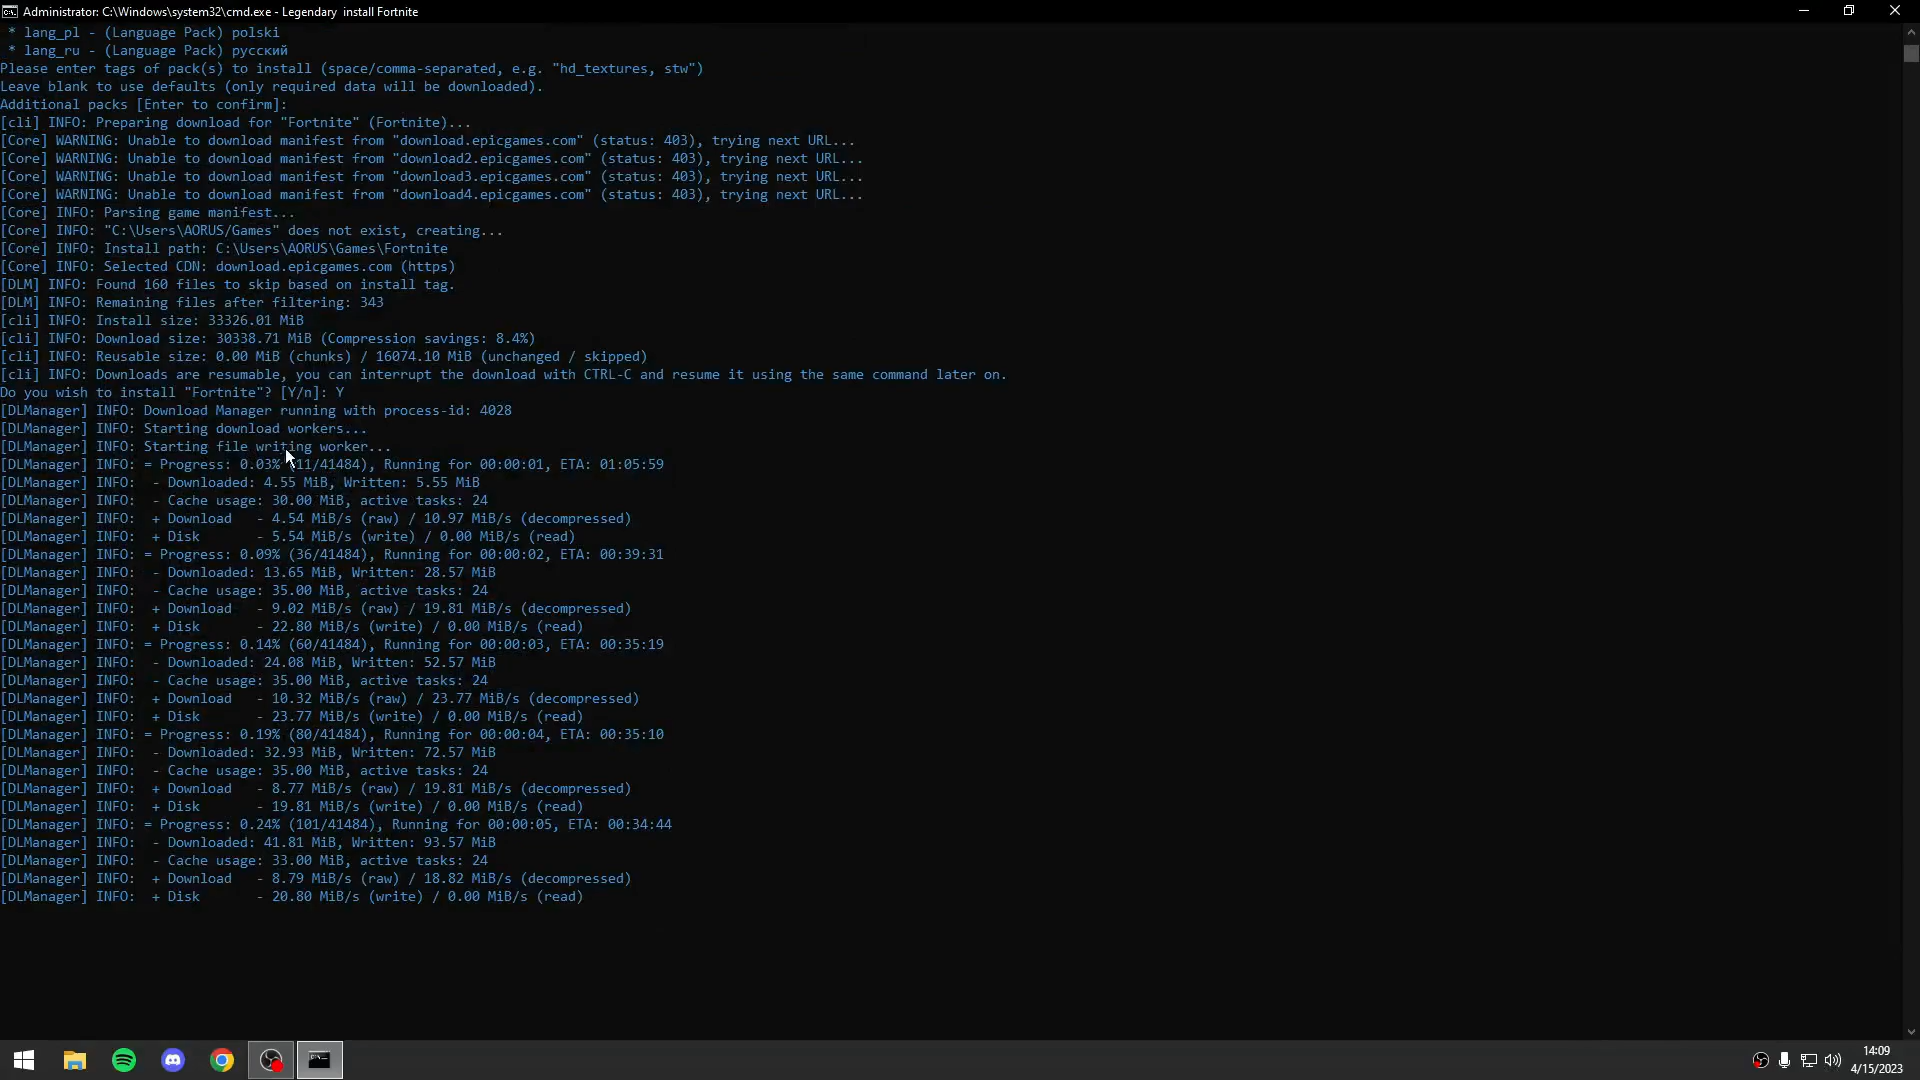 Administrator: C:\Windows\system32\cmd.exe - Legendary  install Fortnite
* lang_pl - (Language Pack) polski
* lang_ru - (Language Pack) русский
Please enter tags of pack(s) to install (space/comma-separated, e.g. "hd_textures, stw")
Leave blank to use defaults (only required data will be downloaded).
Additional packs [Enter to confirm]:
[cli] INFO: Preparing download for "Fortnite" (Fortnite)...
[Core] WARNING: Unable to download manifest from "download.epicgames.com" (status: 403), trying next URL...
[Core] WARNING: Unable to download manifest from "download2.epicgames.com" (status: 403), trying next URL...
[Core] WARNING: Unable to download manifest from "download3.epicgames.com" (status: 403), trying next URL...
[Core] WARNING: Unable to download manifest from "download4.epicgames.com" (status: 403), trying next URL...
[Core] INFO: Parsing game manifest...
[Core] INFO: "C:\Users\AORUS/Games" does not exist, creating...
[Core] INFO: Install path: C:\Users\AORUS\Games\Fortnite
[Core] INFO: Selected CDN: download.epicgames.com (https)
[DLM] INFO: Found 160 files to skip based on install tag.
[DLM] INFO: Remaining files after filtering: 343
[cli] INFO: Install size: 33326.01 MiB
[cli] INFO: Download size: 30338.71 MiB (Compression savings: 8.4%)
[cli] INFO: Reusable size: 0.00 MiB (chunks) / 16074.10 MiB (unchanged / skipped)
[cli] INFO: Downloads are resumable, you can interrupt the download with CTRL-C and resume it using the same command later on.
Do you wish to install "Fortnite"? [Y/n]: Y
[DLManager] INFO: Download Manager running with process-id: 4028
[DLManager] INFO: Starting download workers...
[DLManager] INFO: Starting file writing worker...
[DLManager] INFO: = Progress: 0.03% (11/41484), Running for 00:00:01, ETA: 01:05:59
[DLManager] INFO:  - Downloaded: 4.55 MiB, Written: 5.55 MiB
[DLManager] INFO:  - Cache usage: 30.00 MiB, active tasks: 24
[DLManager] INFO:  + Download   - 4.54 MiB/s (raw) / 10.97 MiB/s (decompressed)
[DLManager] INFO:  + Disk       - 5.54 MiB/s (write) / 0.00 MiB/s (read)
[DLManager] INFO: = Progress: 0.09% (36/41484), Running for 00:00:02, ETA: 00:39:31
[DLManager] INFO:  - Downloaded: 13.65 MiB, Written: 28.57 MiB
[DLManager] INFO:  - Cache usage: 35.00 MiB, active tasks: 24
[DLManager] INFO:  + Download   - 9.02 MiB/s (raw) / 19.81 MiB/s (decompressed)
[DLManager] INFO:  + Disk       - 22.80 MiB/s (write) / 0.00 MiB/s (read)
[DLManager] INFO: = Progress: 0.14% (60/41484), Running for 00:00:03, ETA: 00:35:19
[DLManager] INFO:  - Downloaded: 24.08 MiB, Written: 52.57 MiB
[DLManager] INFO:  - Cache usage: 35.00 MiB, active tasks: 24
[DLManager] INFO:  + Download   - 10.32 MiB/s (raw) / 23.77 MiB/s (decompressed)
[DLManager] INFO:  + Disk       - 23.77 MiB/s (write) / 0.00 MiB/s (read)
[DLManager] INFO: = Progress: 0.19% (80/41484), Running for 00:00:04, ETA: 00:35:10
[DLManager] INFO:  - Downloaded: 32.93 MiB, Written: 72.57 MiB
[DLManager] INFO:  - Cache usage: 35.00 MiB, active tasks: 24
[DLManager] INFO:  + Download   - 8.77 MiB/s (raw) / 19.81 MiB/s (decompressed)
[DLManager] INFO:  + Disk       - 19.81 MiB/s (write) / 0.00 MiB/s (read)
[DLManager] INFO: = Progress: 0.24% (101/41484), Running for 00:00:05, ETA: 00:34:44
[DLManager] INFO:  - Downloaded: 41.81 MiB, Written: 93.57 MiB
[DLManager] INFO:  - Cache usage: 33.00 MiB, active tasks: 24
[DLManager] INFO:  + Download   - 8.79 MiB/s (raw) / 18.82 MiB/s (decompressed)
[DLManager] INFO:  + Disk       - 20.80 MiB/s (write) / 0.00 MiB/s (read)
14:09
4/15/2023